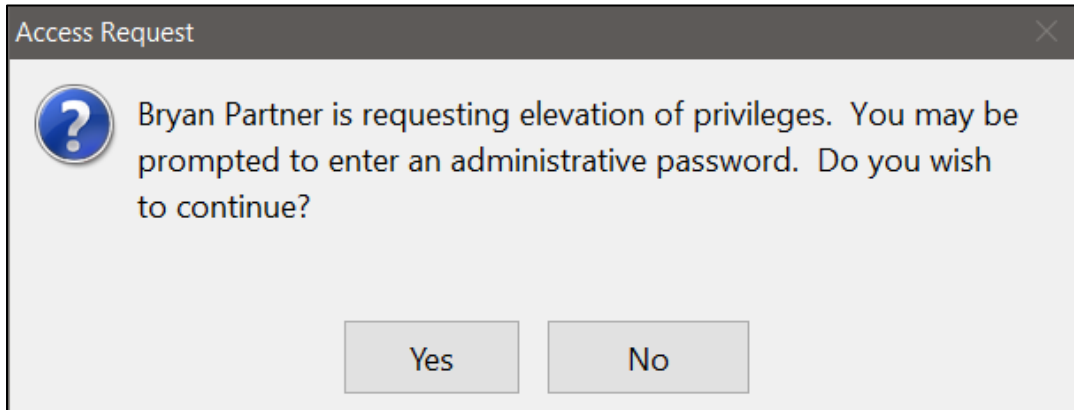 Access Request
Bryan Partner is requesting elevation of privileges.  You may be
prompted to enter an administrative password.  Do you wish
to continue?
Yes
No